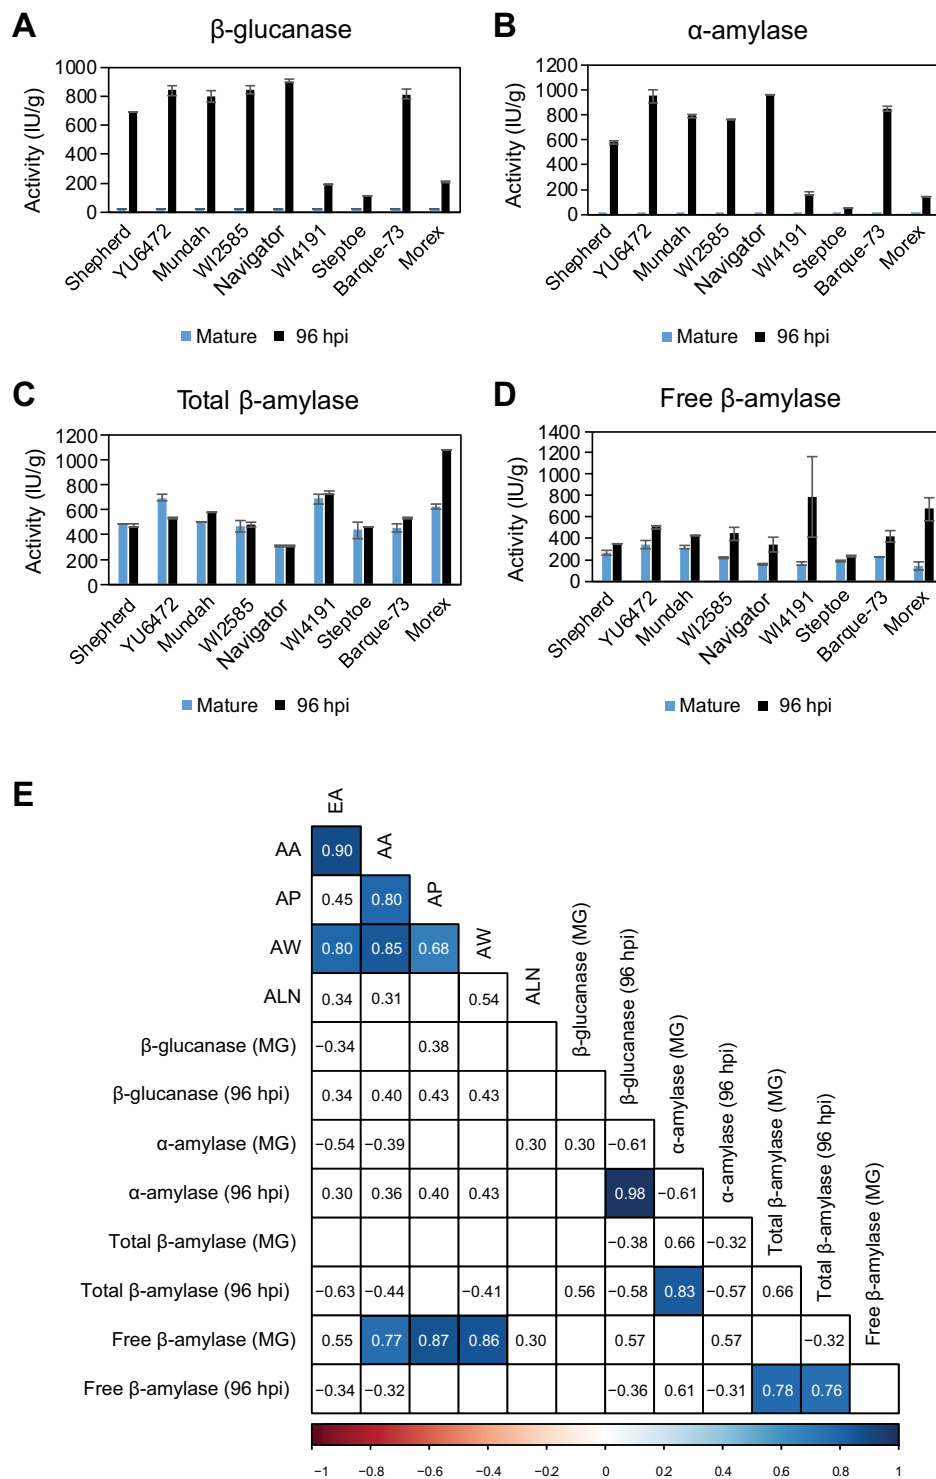 A
β-glucanase
Activity (IU/g)
1000
800
600
400
200
0
Shepherd
YU6472
Mundah
WI2585
Navigator
WI4191
Steptoe
Barque-73
Morex
Mature
96 hpi
B
α-amylase
Activity (IU/g)
1200
1000
800
600
400
200
0
Shepherd
YU6472
Mundah
WI2585
Navigator
WI4191
Steptoe
Barque-73
Morex
Mature
96 hpi
C
Total β-amylase
Activity (IU/g)
1200
1000
800
600
400
200
0
Shepherd
YU6472
Mundah
WI2585
Navigator
WI4191
Steptoe
Barque-73
Morex
Mature
96 hpi
D
Free β-amylase
Activity (IU/g)
1400
1200
1000
800
600
400
200
0
Shepherd
YU6472
Mundah
WI2585
Navigator
WI4191
Steptoe
Barque-73
Morex
Mature
96 hpi
E
EA
AA
AP
AW
ALN
β-glucanase (MG)
β-glucanase (96 hpi)
α-amylase (MG)
α-amylase (96 hpi)
Total β-amylase (MG)
Total β-amylase (96 hpi)
Free β-amylase (MG)
AA 0.90
AP 0.45 0.80
AW 0.80 0.85 0.68
ALN 0.34 0.31 0.54
β-glucanase (MG) −0.34 0.38
β-glucanase (96 hpi) 0.34 0.40 0.43 0.43
α-amylase (MG) −0.54 −0.39 0.30 0.30 −0.61
α-amylase (96 hpi) 0.30 0.36 0.40 0.43 0.98 −0.61
Total β-amylase (MG) −0.38 0.66 −0.32
Total β-amylase (96 hpi) −0.63 −0.44 −0.41 0.56 −0.58 0.83 −0.57 0.66
Free β-amylase (MG) 0.55 0.77 0.87 0.86 0.30 0.57 0.57 −0.32
Free β-amylase (96 hpi) −0.34 −0.32 −0.36 0.61 −0.31 0.78 0.76
−1 −0.8 −0.6 −0.4 −0.2 0 0.2 0.4 0.6 0.8 1